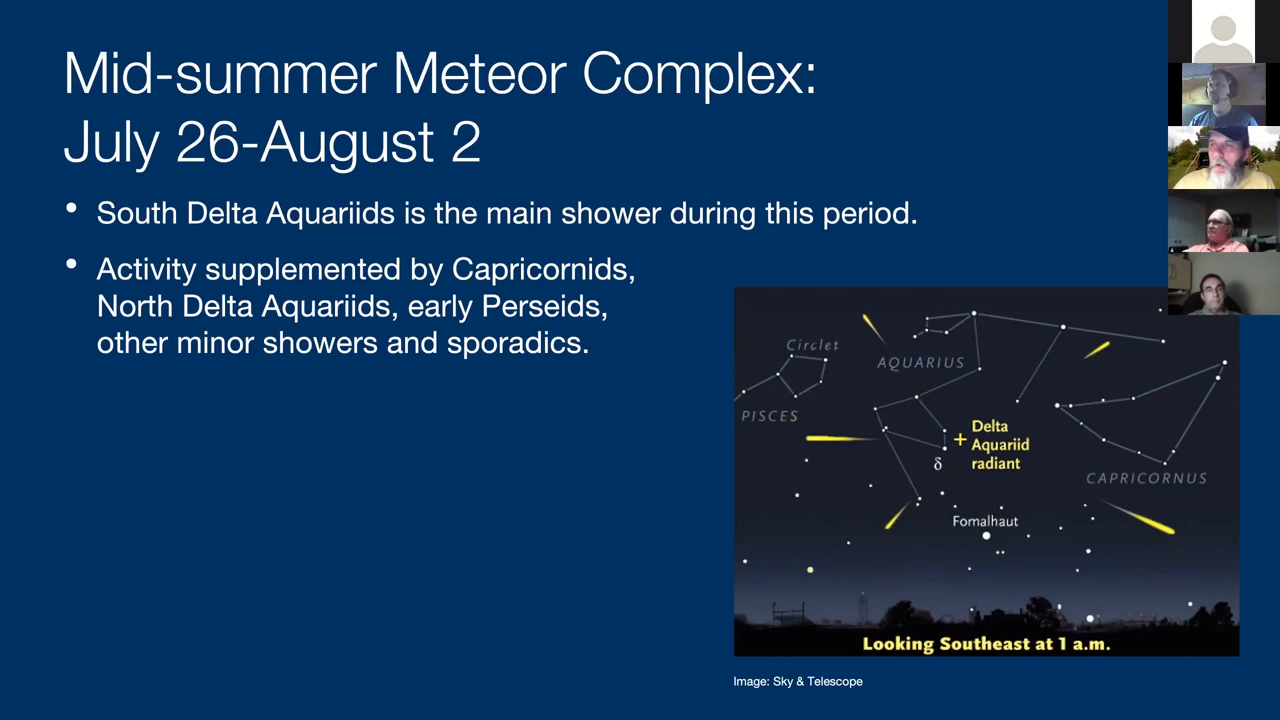 Mid-summer Meteor Complex:
July 26-August 2
• South Delta Aquariids is the main shower during this period.
• Activity supplemented by Capricornids,
North Delta Aquariids, early Perseids,
other minor showers and sporadics.
Circlet
AQUARIUS
PISCES
+ Delta
Aquariid
radiant
δ
CAPRICORNUS
Fomalhaut
Looking Southeast at 1 a.m.
Image: Sky & Telescope